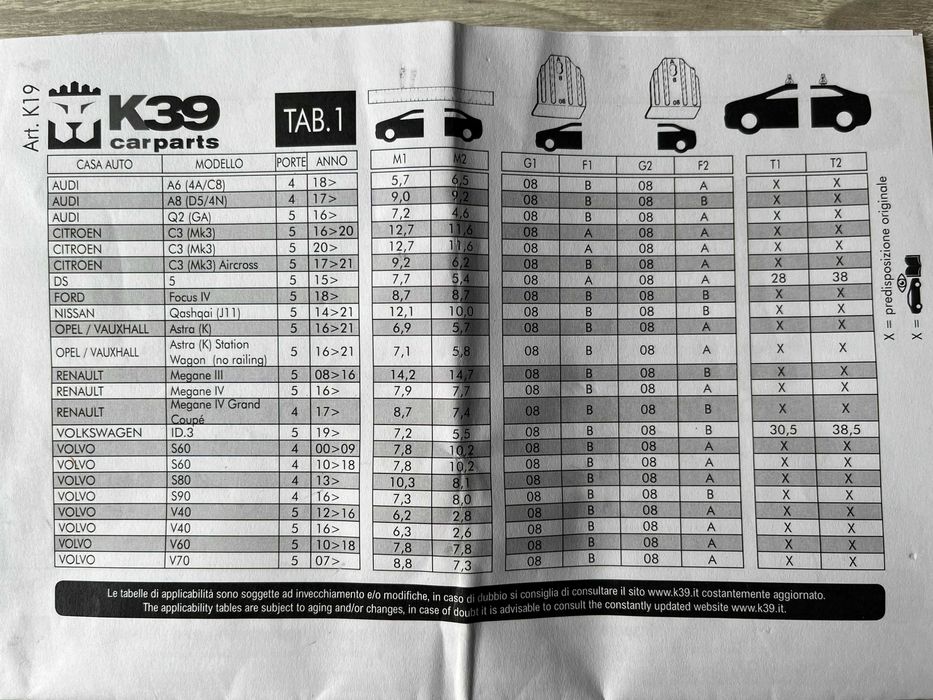 Art. K19
K39
carparts
TAB.1
CASA AUTO MODELLO PORTE ANNO M1 M2 G1 F1 G2 F2 T1 T2
AUDI A6 (4A/C8) 4 18> 5,7 6,5 08 B 08 A X X
AUDI A8 (D5/4N) 4 17> 9,0 9,2 08 B 08 B X X
AUDI Q2 (GA) 5 16> 7,2 4,6 08 B 08 A X X
CITROEN C3 (Mk3) 5 16>20 12,7 11,6 08 A 08 A X X
CITROEN C3 (Mk3) 5 20> 12,7 11,6 08 A 08 A X X
CITROEN C3 (Mk3) Aircross 5 17>21 9,2 6,2 08 A 08 A X X
DS 5 5 15> 7,7 5,4 08 A 08 A 28 38
FORD Focus IV 5 18> 8,7 8,7 08 B 08 B X X
NISSAN Qashqai (J11) 5 14>21 12,1 10,0 08 B 08 B X X
OPEL / VAUXHALL Astra (K) 5 16>21 6,9 5,7 08 B 08 A X X
OPEL / VAUXHALL Astra (K) Station Wagon (no railing) 5 16>21 7,1 5,8 08 B 08 A X X
RENAULT Megane III 5 08>16 14,2 14,7 08 B 08 B X X
RENAULT Megane IV 5 16> 7,9 7,7 08 B 08 A X X
RENAULT Megane IV Grand Coupé 4 17> 8,7 7,4 08 B 08 B X X
VOLKSWAGEN ID.3 5 19> 7,2 5,5 08 B 08 B 30,5 38,5
VOLVO S60 4 00>09 7,8 10,2 08 B 08 A X X
VOLVO S60 4 10>18 7,8 10,2 08 B 08 A X X
VOLVO S80 4 13> 10,3 8,1 08 B 08 A X X
VOLVO S90 4 16> 7,3 8,0 08 B 08 B X X
VOLVO V40 5 12>16 6,2 2,8 08 B 08 A X X
VOLVO V40 5 16> 6,3 2,6 08 B 08 A X X
VOLVO V60 5 10>18 7,8 7,8 08 B 08 A X X
VOLVO V70 5 07> 8,8 7,3 08 B 08 A X X
X = predisposizione originale
X =
Le tabelle di applicabilità sono soggette ad invecchiamento e/o modifiche, in caso di dubbio si consiglia di consultare il sito www.k39.it costantemente aggiornato.
The applicability tables are subject to aging and/or changes, in case of doubt it is advisable to consult the constantly updated website www.k39.it.